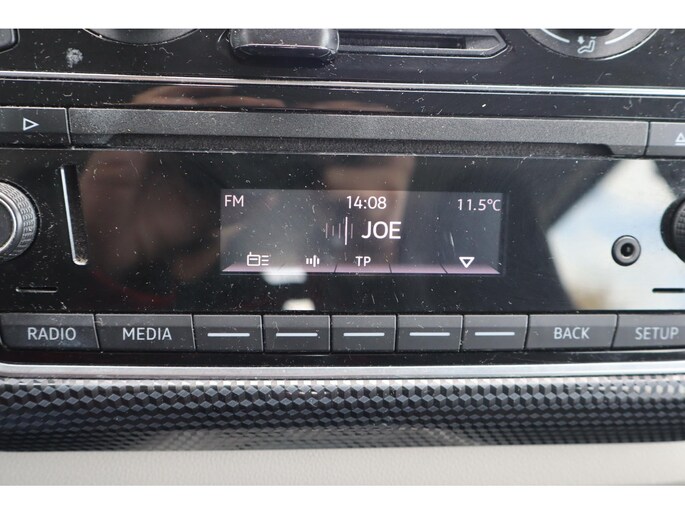 FM 14:08 11.5°C
JOE
TP
RADIO MEDIA BACK SETUP